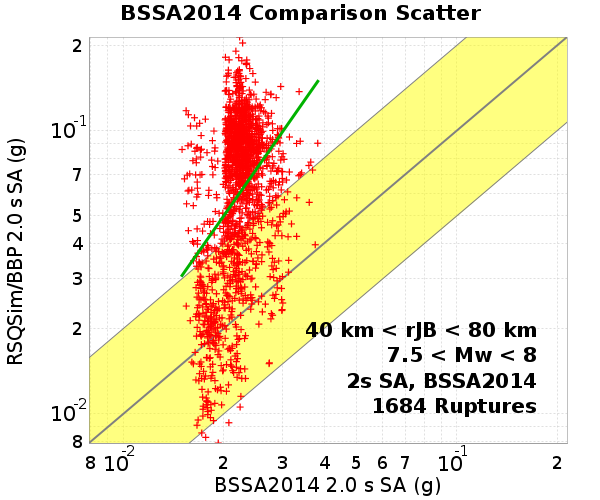 BSSA2014 Comparison Scatter
RSQSim/BBP 2.0 s SA (g)
2
10-1
7
5
4
3
2
10-2
8
40 km < rJB < 80 km
7.5 < Mw < 8
2s SA, BSSA2014
1684 Ruptures
8 10-2 2 3 4 5 6 7 10-1 2
BSSA2014 2.0 s SA (g)